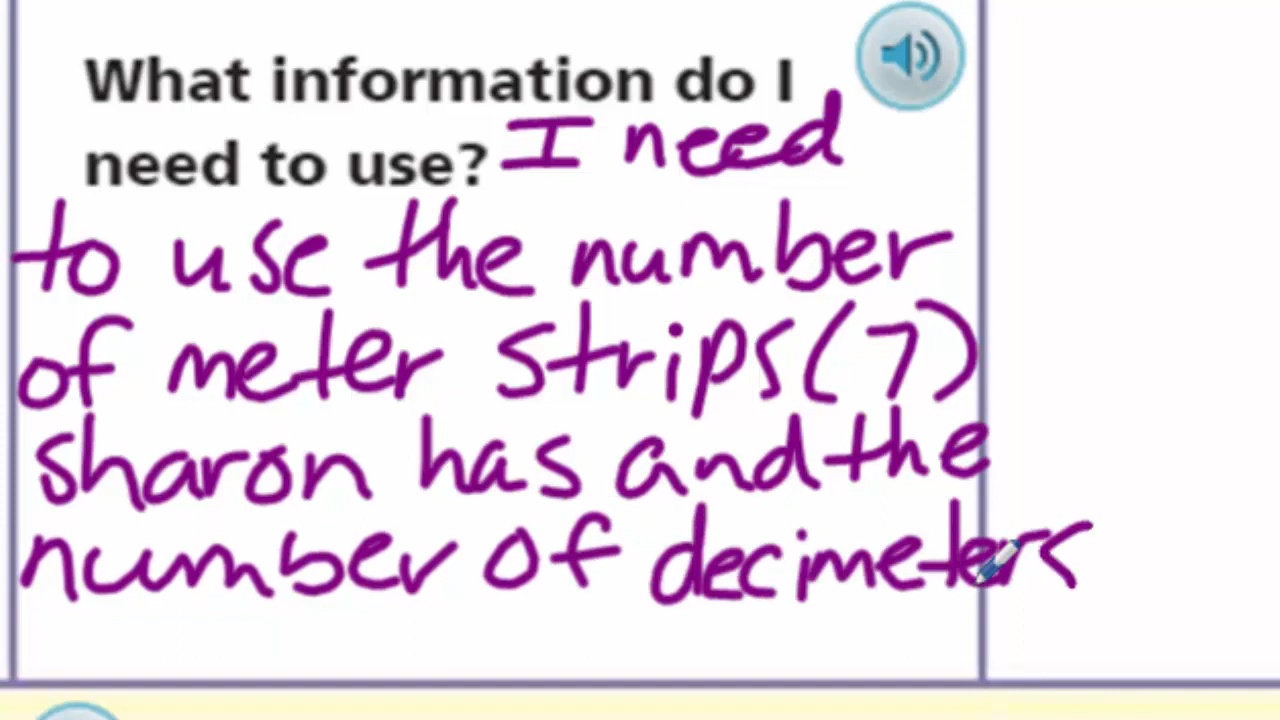 What information do I
need to use? I need
to use the number
of meter strips (7)
sharon has and the
number of decimeters